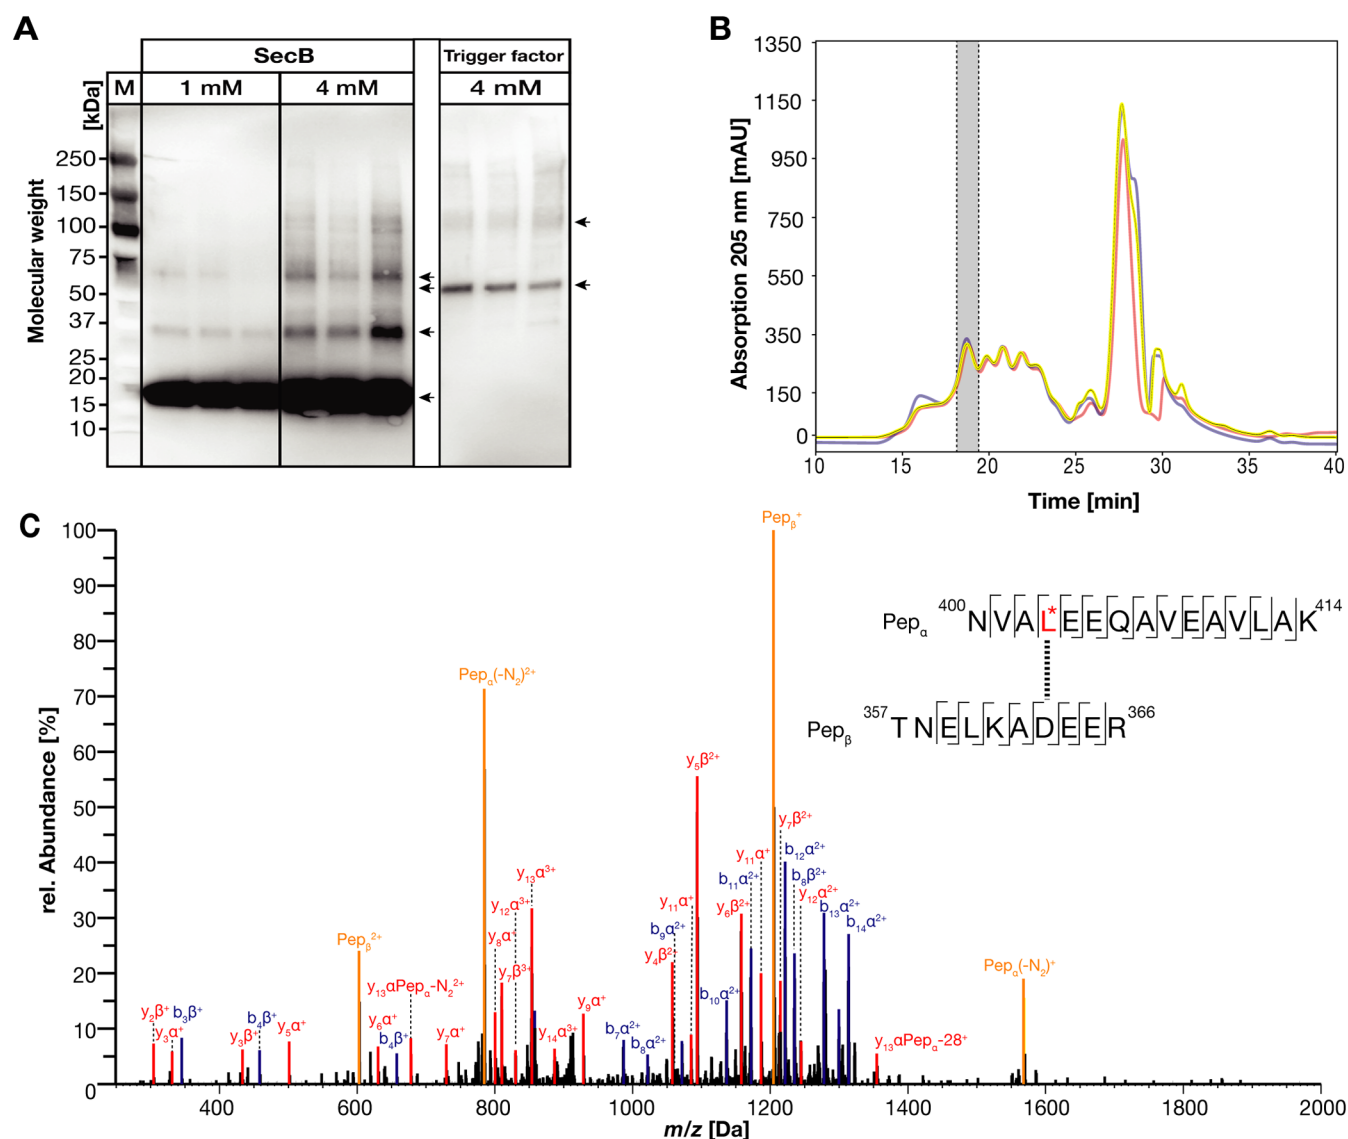 A
SecB
Trigger factor
M
1 mM
4 mM
4 mM
[kDa]
Molecular weight
250
150
100
75
50
37
25
20
15
10
B
Absorption 205 nm [mAU]
1350
1150
950
750
550
350
150
0
10 15 20 25 30 35 40
Time [min]
C
rel. Abundance [%]
100
90
80
70
60
50
40
30
20
10
0
400 600 800 1000 1200 1400 1600 1800 2000
m/z [Da]
y₂β⁺
y₃α⁺
b₃β⁺
y₃β⁺
b₄β⁺
y₅α⁺
Pepᵦ²⁺
y₁₃αPepα-N₂²⁺
y₆α⁺
b₄β⁺
y₇α⁺
Pepα(-N₂)²⁺
y₈α⁺
y₇β³⁺
y₁₂α³⁺
y₁₃α³⁺
y₁₄α³⁺
y₉α⁺
b₇α²⁺
b₈α²⁺
y₄β²⁺
b₉α²⁺
y₁₁α⁺
y₅β²⁺
b₁₀α²⁺
y₆β²⁺
b₁₁α²⁺
y₁₁α⁺
Pepᵦ⁺
y₇β²⁺
b₁₂α²⁺
b₈β²⁺
y₁₂α²⁺
b₁₃α²⁺
b₁₄α²⁺
y₁₃αPepα-28⁺
Pepα(-N₂)⁺
Pepα ⁴⁰⁰NVAL*EEQAVEAVLAK⁴¹⁴
Pepᵦ ³⁵⁷TNELKADEER³⁶⁶